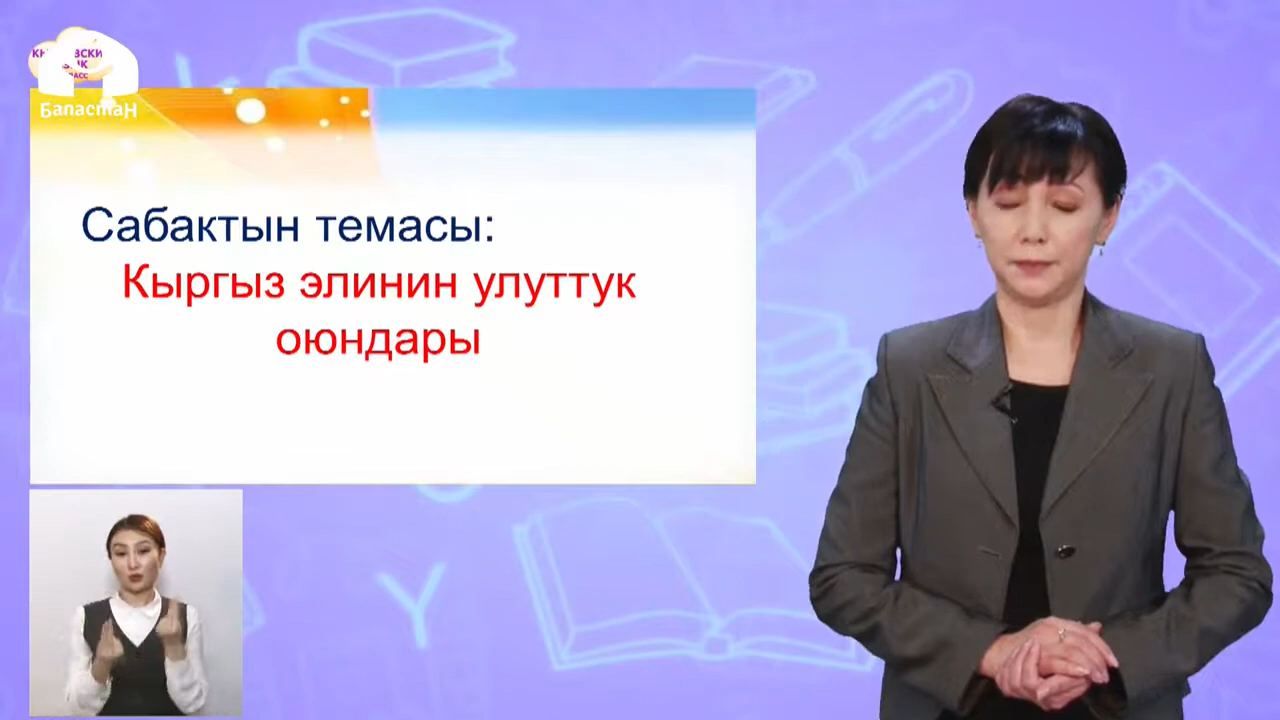 Баластан
Сабактын темасы:
Кыргыз элинин улуттук
оюндары